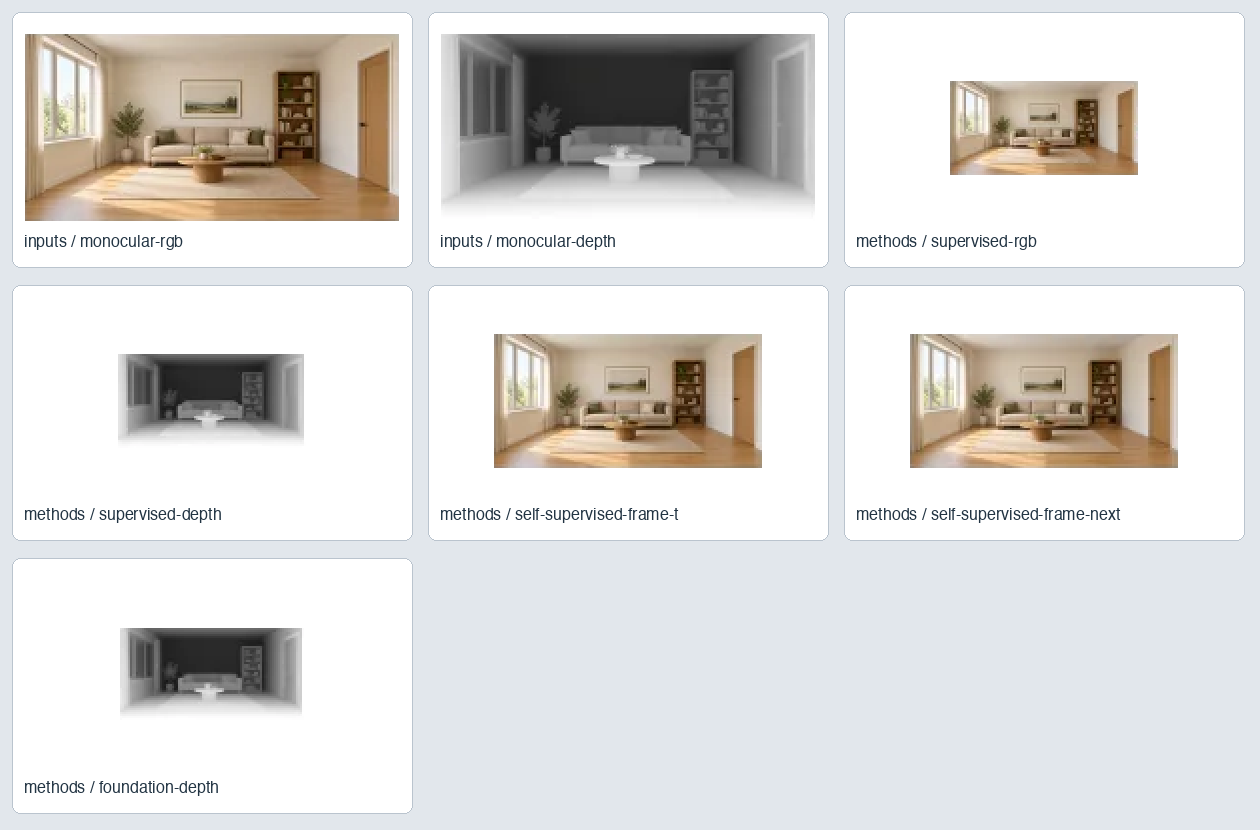 inputs / monocular-rgb
inputs / monocular-depth
methods / supervised-rgb
methods / supervised-depth
methods / self-supervised-frame-t
methods / self-supervised-frame-next
methods / foundation-depth